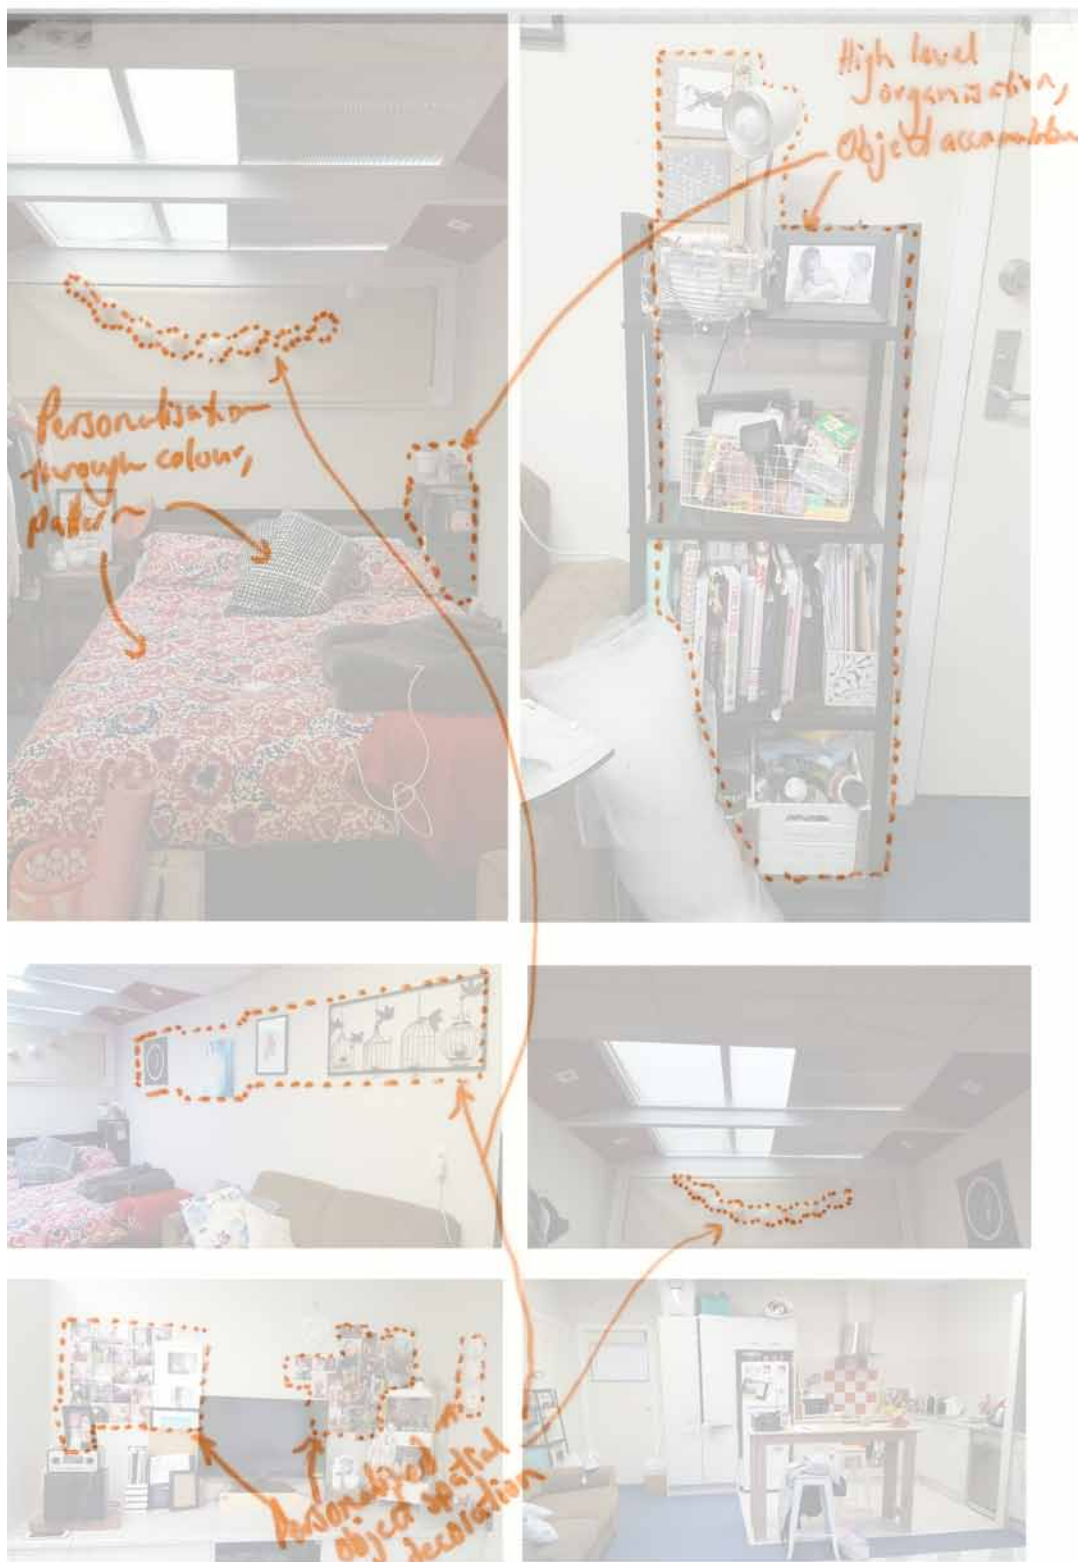 High level
organisation,
Object accumulation
Personalisation
through colour,
pattern
Personalised
object spatial
decoration